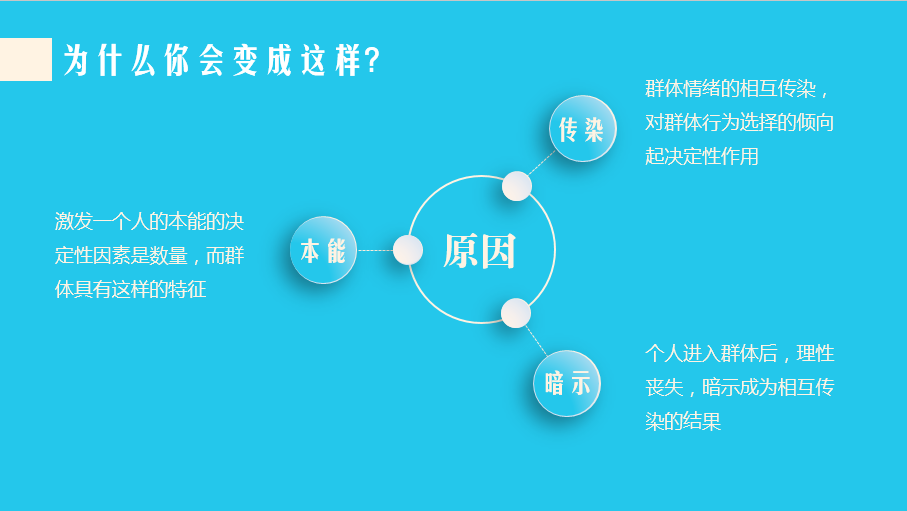 为什么你会变成这样?
传染
群体情绪的相互传染，
对群体行为选择的倾向
起决定性作用
激发一个人的本能的决
定性因素是数量，而群
体具有这样的特征
本能
原因
暗示
个人进入群体后，理性
丧失，暗示成为相互传
染的结果